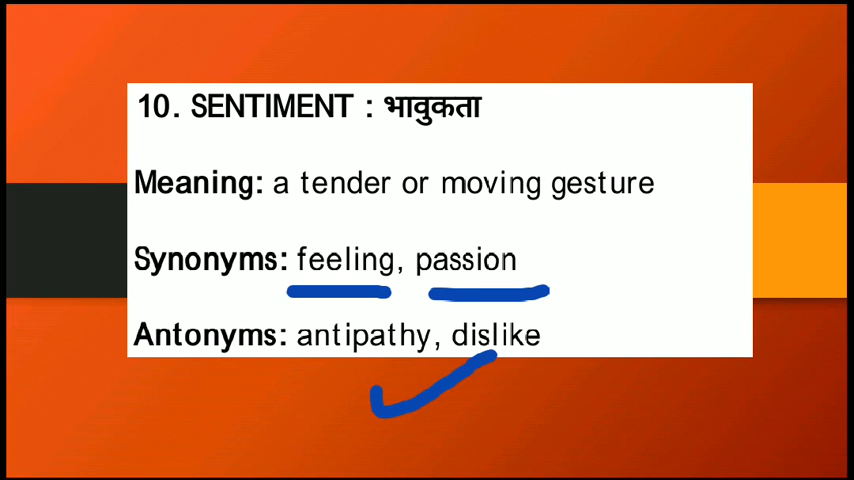 10. SENTIMENT : भावुकता
Meaning: a tender or moving gesture
Synonyms: feeling, passion
Antonyms: antipathy, dislike